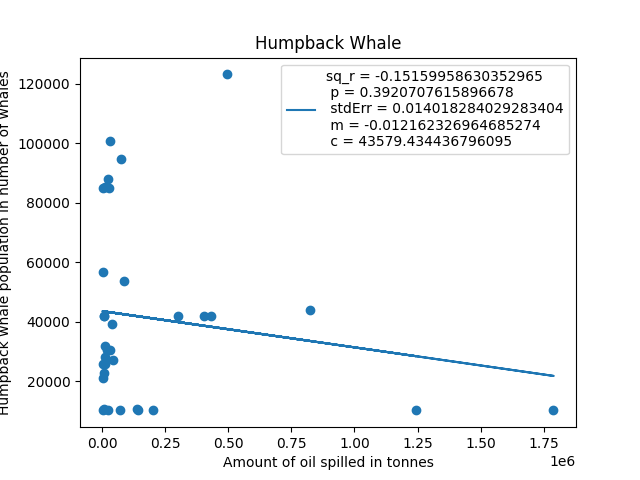 Humpback Whale
sq_r = -0.15159958630352965
p = 0.3920707615896678
stdErr = 0.014018284029283404
m = -0.012162326964685274
c = 43579.434436796095
Humpback whale population in number of whales
120000
100000
80000
60000
40000
20000
0.00 0.25 0.50 0.75 1.00 1.25 1.50 1.75
1e6
Amount of oil spilled in tonnes